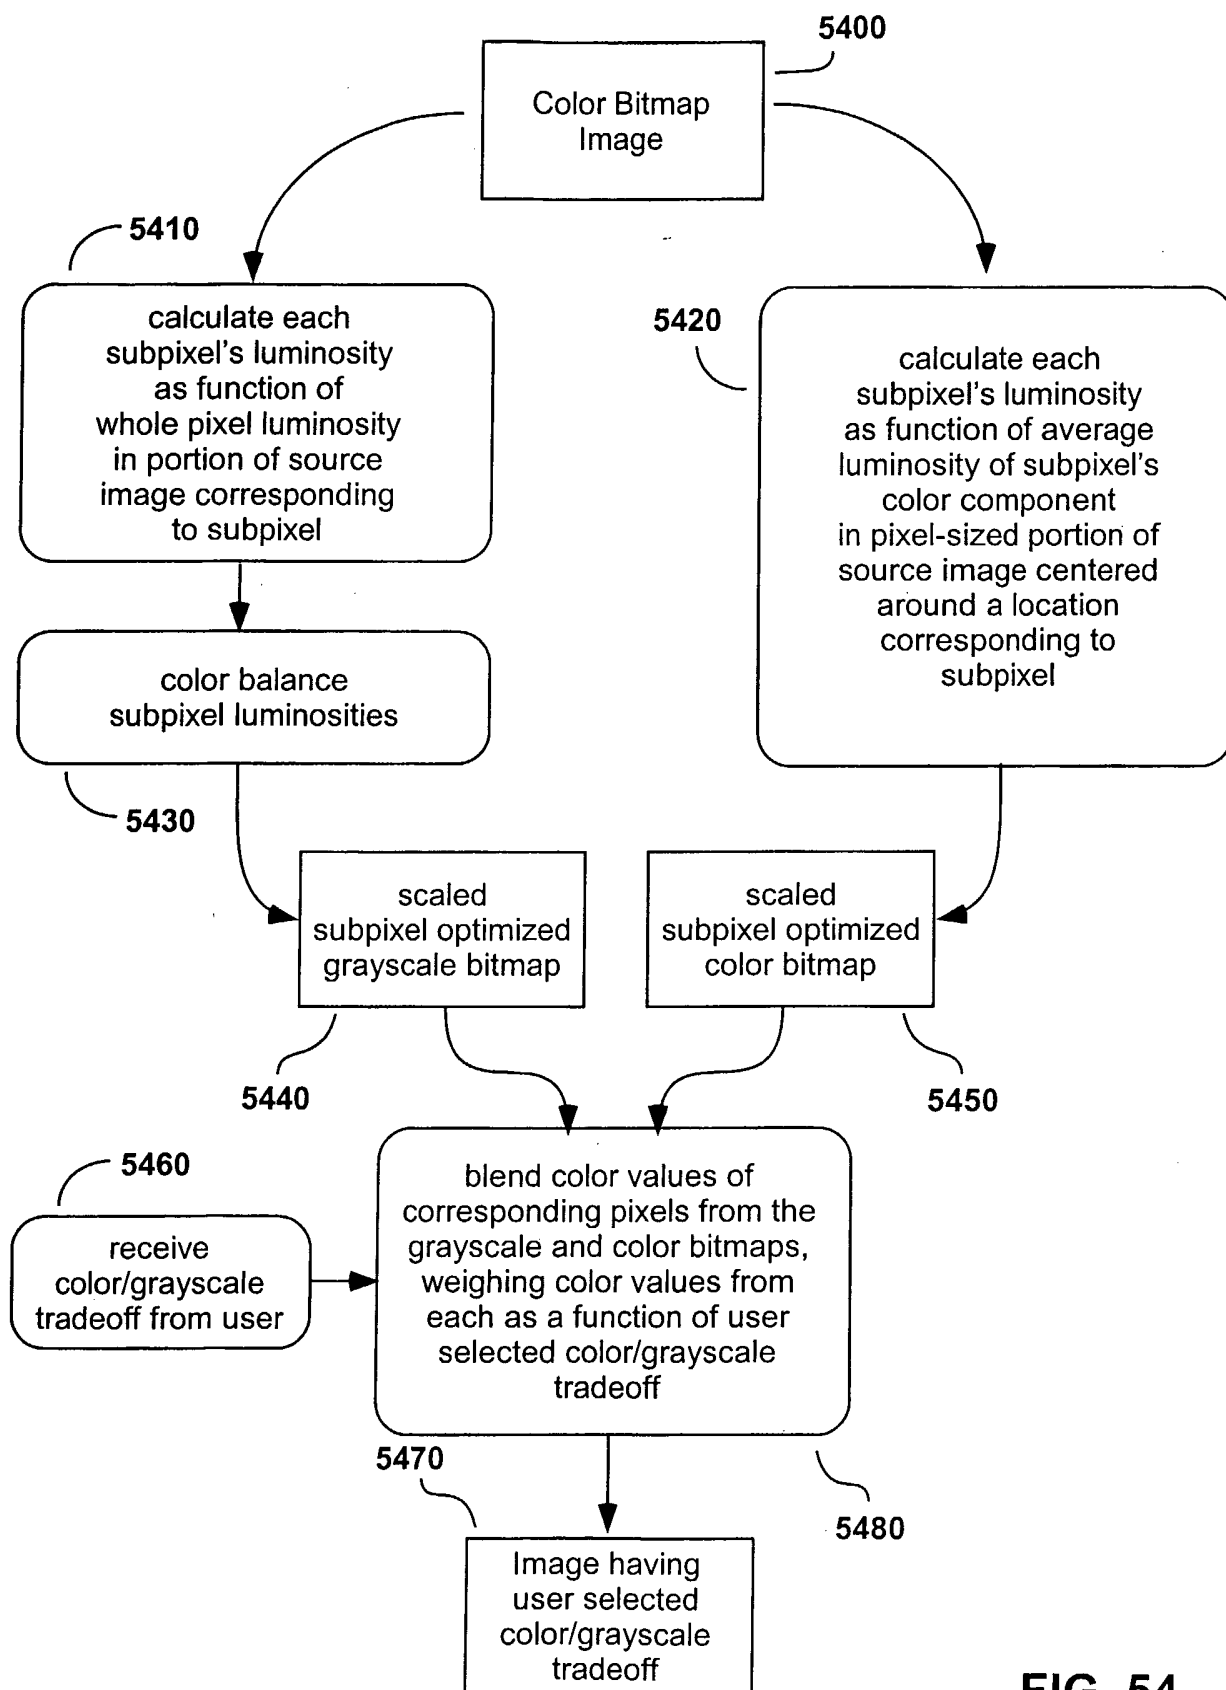 5400
Color Bitmap
Image
5410
calculate each
subpixel's luminosity
as function of
whole pixel luminosity
in portion of source
image corresponding
to subpixel
5420
calculate each
subpixel's luminosity
as function of average
luminosity of subpixel's
color component
in pixel-sized portion of
source image centered
around a location
corresponding to
subpixel
color balance
subpixel luminosities
5430
scaled
subpixel optimized
grayscale bitmap
scaled
subpixel optimized
color bitmap
5440
5450
5460
receive
color/grayscale
tradeoff from user
blend color values of
corresponding pixels from the
grayscale and color bitmaps,
weighing color values from
each as a function of user
selected color/grayscale
tradeoff
5470
5480
Image having
user selected
color/grayscale
tradeoff
FIG. 54